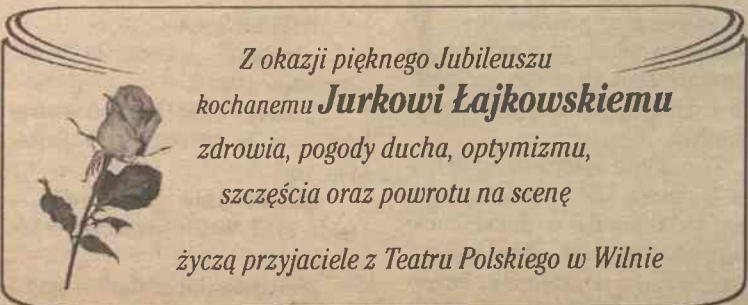 Z okazji pięknego Jubileuszu
kochanemu Jurkowi Łajkowskiemu
zdrowia, pogody ducha, optymizmu,
szczęścia oraz powrotu na scenę
życzą przyjaciele z Teatru Polskiego w Wilnie